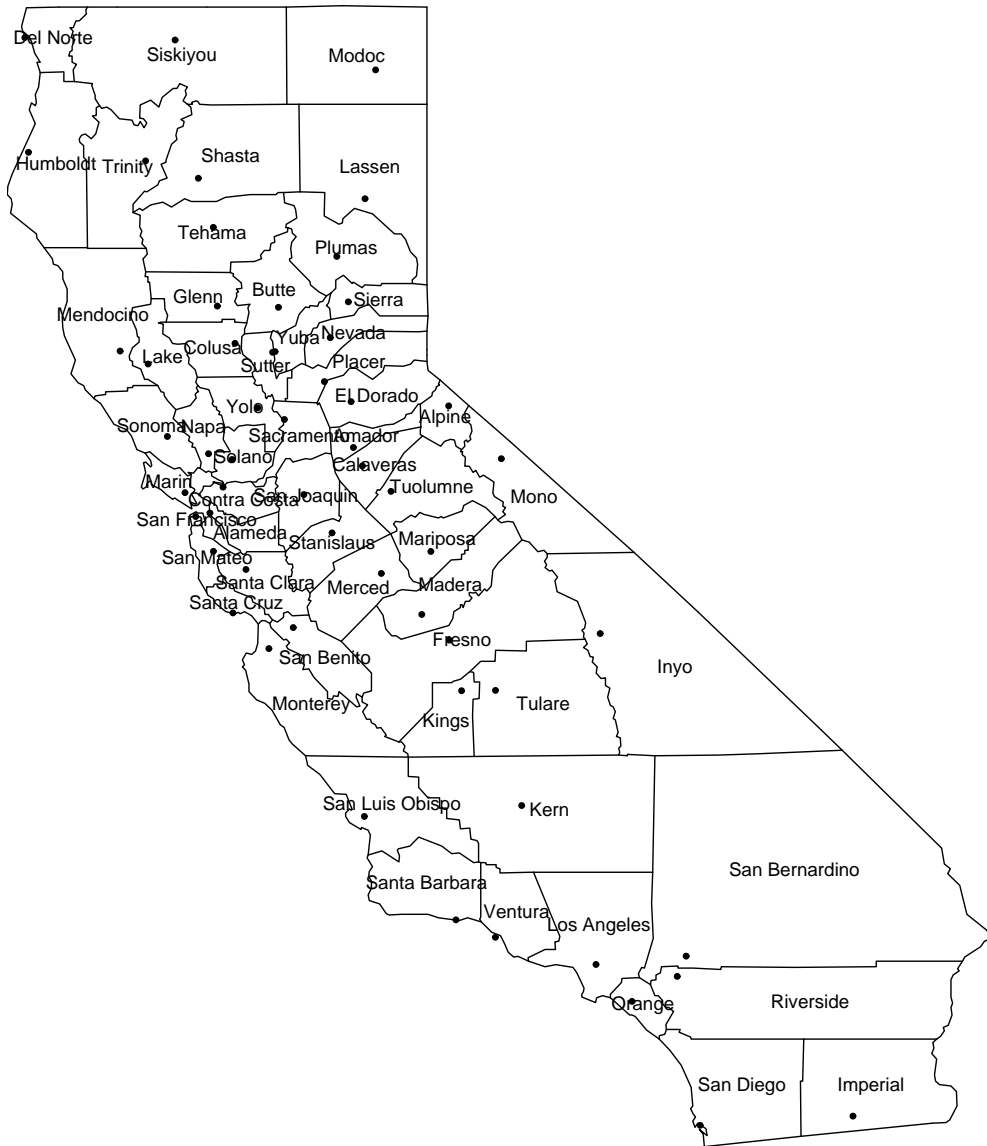 Del Norte
Siskiyou
Modoc
Humboldt
Trinity
Shasta
Lassen
Tehama
Plumas
Glenn
Butte
Sierra
Mendocino
Colusa
Lake
Yuba
Nevada
Sutter
Placer
Yolo
El Dorado
Sonoma
Napa
Sacramento
Amador
Alpine
Solano
Calaveras
Marin
Contra Costa
San Joaquin
Tuolumne
Mono
San Francisco
Alameda
Stanislaus
Mariposa
San Mateo
Santa Clara
Merced
Madera
Santa Cruz
San Benito
Fresno
Inyo
Monterey
Kings
Tulare
San Luis Obispo
Kern
Santa Barbara
San Bernardino
Ventura
Los Angeles
Orange
Riverside
San Diego
Imperial